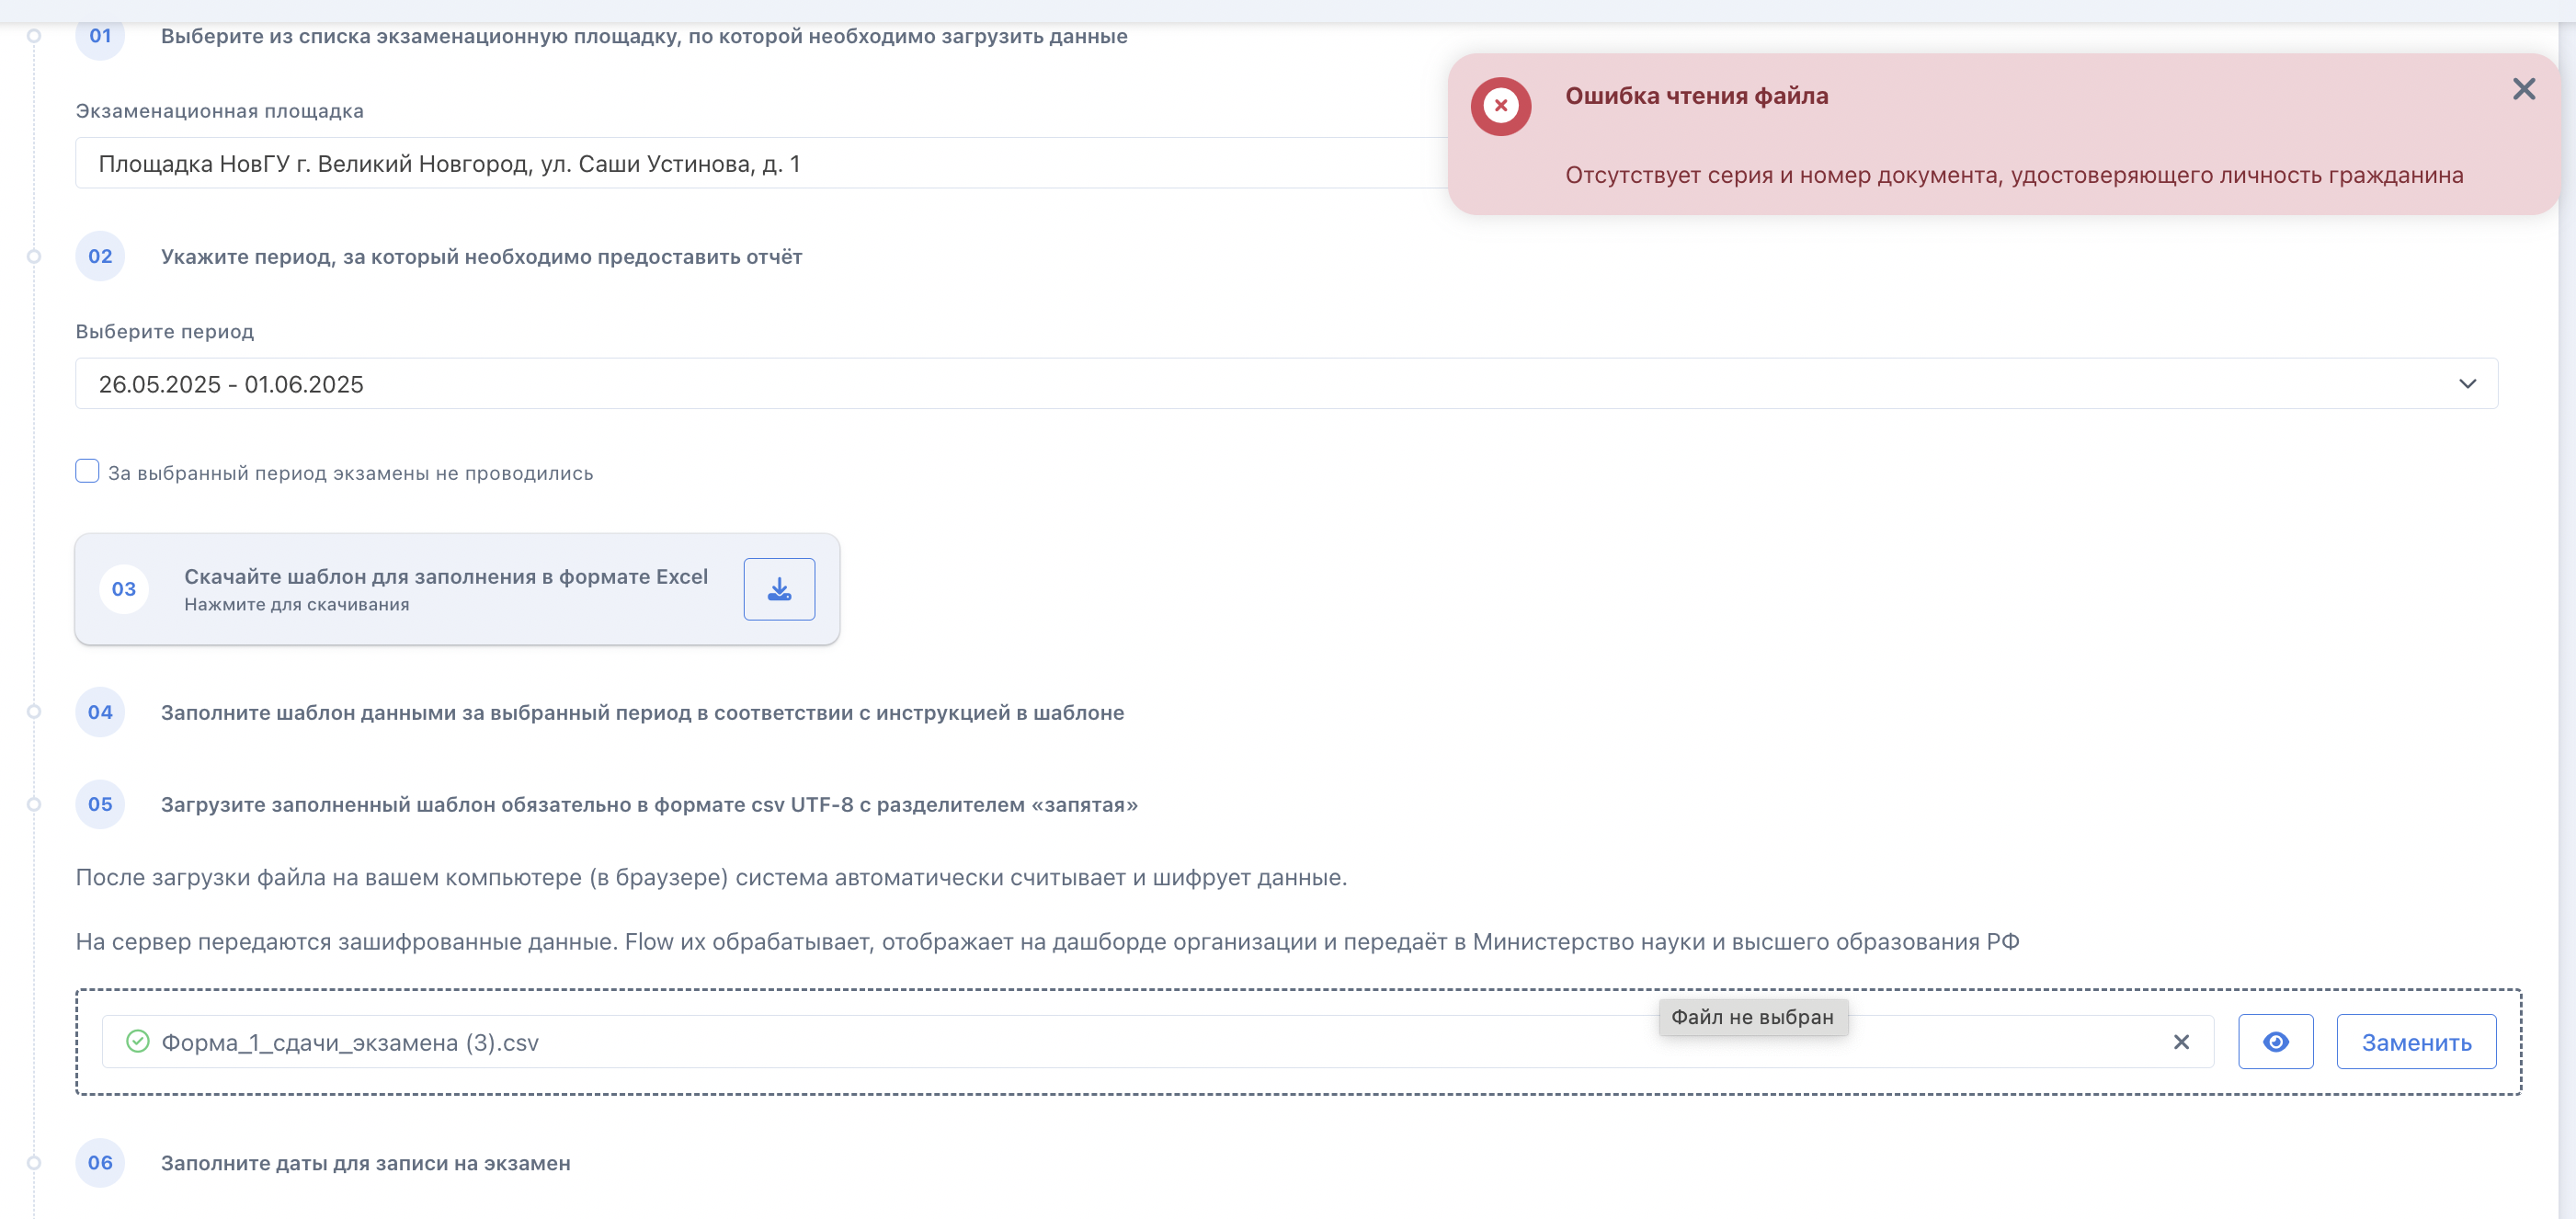 01 Выберите из списка экзаменационную площадку, по которой необходимо загрузить данные
Ошибка чтения файла
Отсутствует серия и номер документа, удостоверяющего личность гражданина
Экзаменационная площадка
Площадка НовГУ г. Великий Новгород, ул. Саши Устинова, д. 1
02 Укажите период, за который необходимо предоставить отчёт
Выберите период
26.05.2025 - 01.06.2025
За выбранный период экзамены не проводились
03 Скачайте шаблон для заполнения в формате Excel
Нажмите для скачивания
04 Заполните шаблон данными за выбранный период в соответствии с инструкцией в шаблоне
05 Загрузите заполненный шаблон обязательно в формате csv UTF-8 с разделителем «запятая»
После загрузки файла на вашем компьютере (в браузере) система автоматически считывает и шифрует данные.
На сервер передаются зашифрованные данные. Flow их обрабатывает, отображает на дашборде организации и передаёт в Министерство науки и высшего образования РФ
Файл не выбран
Форма_1_сдачи_экзамена (3).csv
Заменить
06 Заполните даты для записи на экзамен